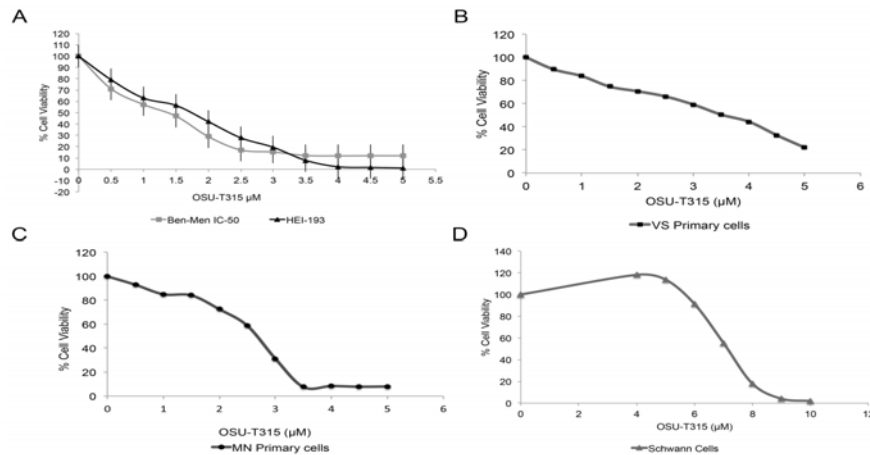 A
120
110
100
90
80
70
60
50
40
30
20
10
0
-10
-20
% Cell Viability
0 0.5 1 1.5 2 2.5 3 3.5 4 4.5 5 5.5
OSU-T315 µM
Ben-Men IC-50 HEI-193
B
120
100
80
60
40
20
0
% Cell Viability
0 1 2 3 4 5 6
OSU-T315 (µM)
VS Primary cells
C
120
100
80
60
40
20
0
% Cell Viability
0 1 2 3 4 5 6
OSU-T315 (µM)
MN Primary cells
D
140
120
100
80
60
40
20
0
% Cell Viability
0 2 4 6 8 10 12
OSU-T315 (µM)
Schwann Cells